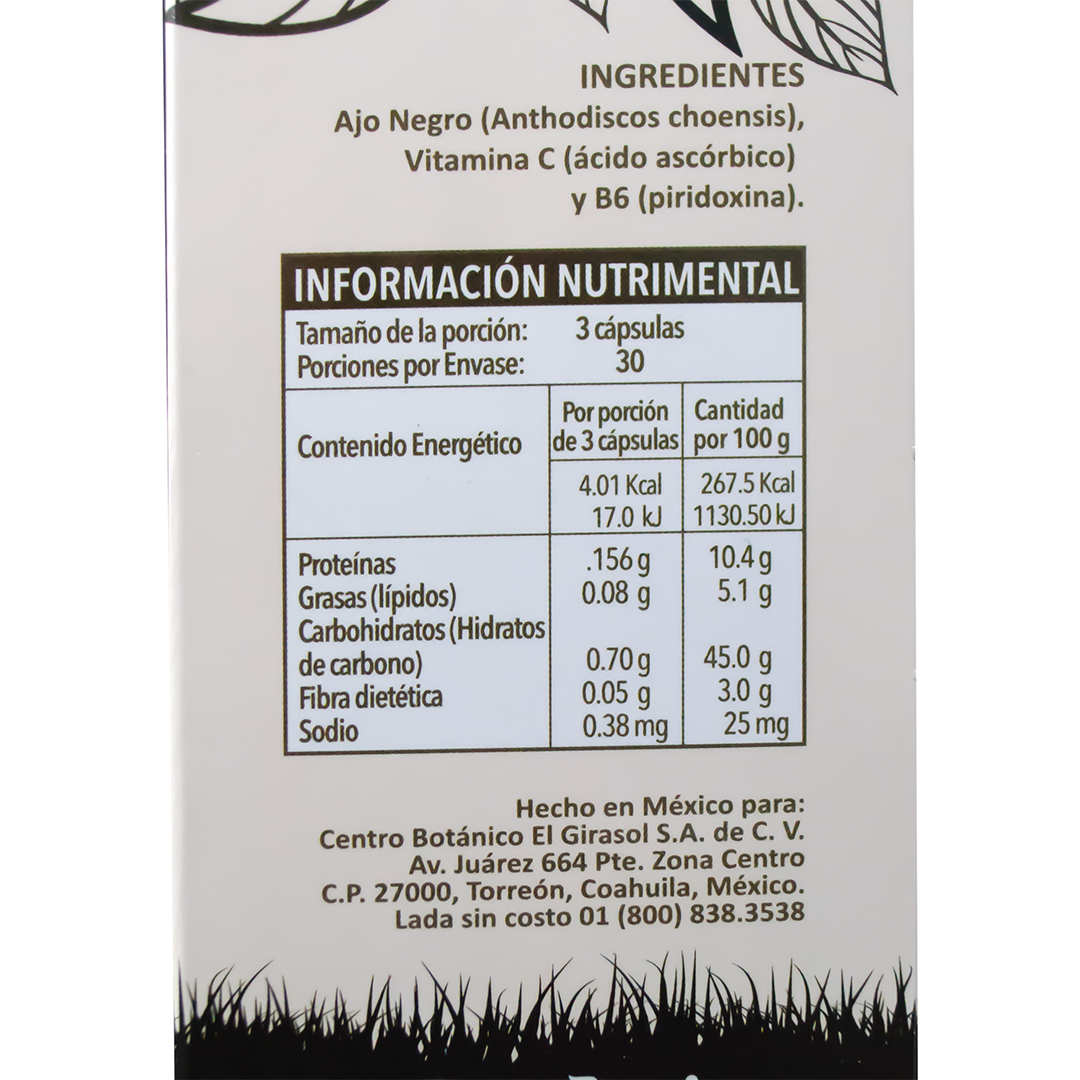 INGREDIENTES
Ajo Negro (Anthodiscos choensis),
Vitamina C (ácido ascórbico)
y B6 (piridoxina).
INFORMACIÓN NUTRIMENTAL
Tamaño de la porción: 3 cápsulas
Porciones por Envase: 30
Contenido Energético
Por porción
de 3 cápsulas
Cantidad
por 100 g
4.01 Kcal 267.5 Kcal
17.0 kJ 1130.50 kJ
Proteínas .156 g 10.4 g
Grasas (lípidos) 0.08 g 5.1 g
Carbohidratos (Hidratos
de carbono) 0.70 g 45.0 g
Fibra dietética 0.05 g 3.0 g
Sodio 0.38 mg 25 mg
Hecho en México para:
Centro Botánico El Girasol S.A. de C. V.
Av. Juárez 664 Pte. Zona Centro
C.P. 27000, Torreón, Coahuila, México.
Lada sin costo 01 (800) 838.3538